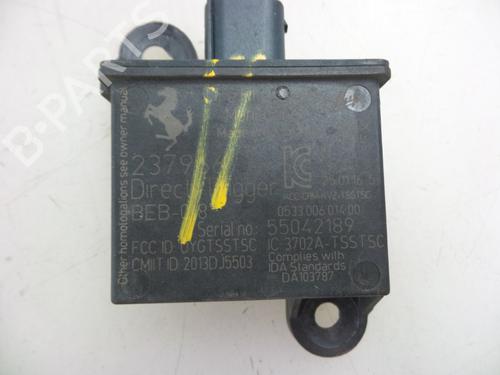 B-PARTS
Other homologations see owner manual
Direct
BEB-
Serial no:
55042189
0533.006 014.00
FCC ID:
IC 3702A-TSSTSC
CMIIT ID 2013DJ5503
Complies with
IDA Standards
DA103787